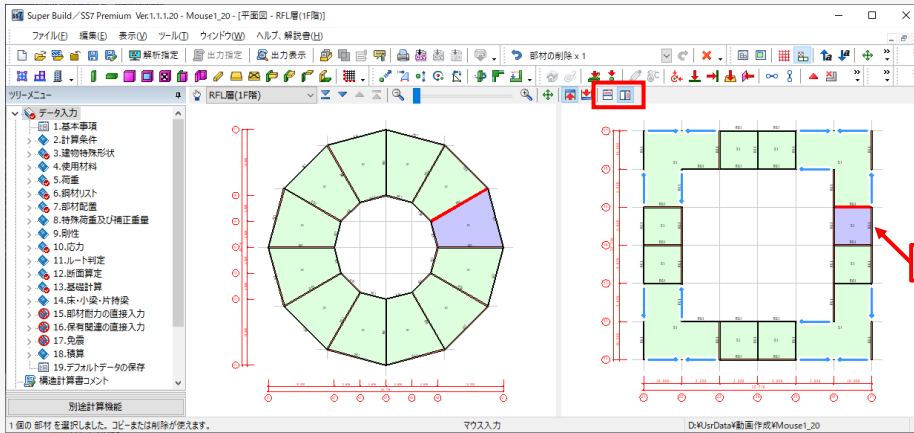 Super Build／SS7 Premium Ver.1.1.1.20 - Mouse1_20 - [平面図 - RFL層(1F階)]
ファイル(F) 編集(E) 表示(V) ツール(T) ウィンドウ(W) ヘルプ、解説書(H)
解析指定 出力指定 出力表示 部材の削除 x 1
ツリーメニュー RFL層(1F階)
データ入力
1.基本事項
2.計算条件
3.建物特殊形状
4.使用材料
5.荷重
6.鋼材リスト
7.部材配置
8.特殊荷重及び補正重量
9.剛性
10.応力
11.ルート判定
12.断面算定
13.基礎計算
14.床・小梁・片持梁
15.部材耐力の直接入力
16.保有関連の直接入力
17.免震
18.積算
19.デフォルトデータの保存
構造計算書コメント
別途計算機能
1 個の 部材 を選択しました。コピーまたは削除が使えます。 マウス入力 D:¥UsrData¥動画作成¥Mouse1_20